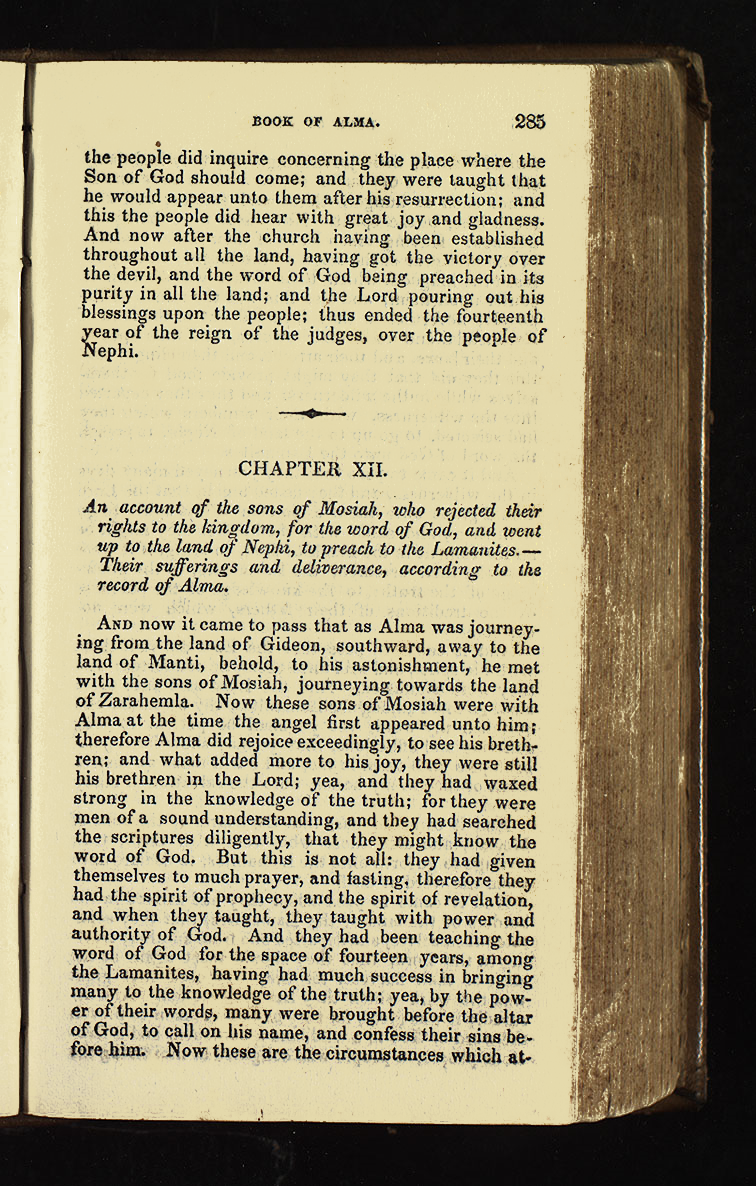 BOOK OF ALMA. 285
the people did inquire concerning the place where the
Son of God should come; and they were taught that
he would appear unto them after his resurrection; and
this the people did hear with great joy and gladness.
And now after the church having been established
throughout all the land, having got the victory over
the devil, and the word of God being preached in its
purity in all the land; and the Lord pouring out his
blessings upon the people; thus ended the fourteenth
year of the reign of the judges, over the people of
Nephi.
CHAPTER XII.
An account of the sons of Mosiah, who rejected their
rights to the kingdom, for the word of God, and went
up to the land of Nephi, to preach to the Lamanites.—
Their sufferings and deliverance, according to the
record of Alma.
AND now it came to pass that as Alma was journey-
ing from the land of Gideon, southward, away to the
land of Manti, behold, to his astonishment, he met
with the sons of Mosiah, journeying towards the land
of Zarahemla. Now these sons of Mosiah were with
Alma at the time the angel first appeared unto him;
therefore Alma did rejoice exceedingly, to see his breth-
ren; and what added more to his joy, they were still
his brethren in the Lord; yea, and they had waxed
strong in the knowledge of the truth; for they were
men of a sound understanding, and they had searched
the scriptures diligently, that they might know the
word of God. But this is not all: they had given
themselves to much prayer, and fasting, therefore they
had the spirit of prophecy, and the spirit of revelation,
and when they taught, they taught with power and
authority of God. And they had been teaching the
word of God for the space of fourteen years, among
the Lamanites, having had much success in bringing
many to the knowledge of the truth; yea, by the pow-
er of their words, many were brought before the altar
of God, to call on his name, and confess their sins be-
fore him. Now these are the circumstances which at-